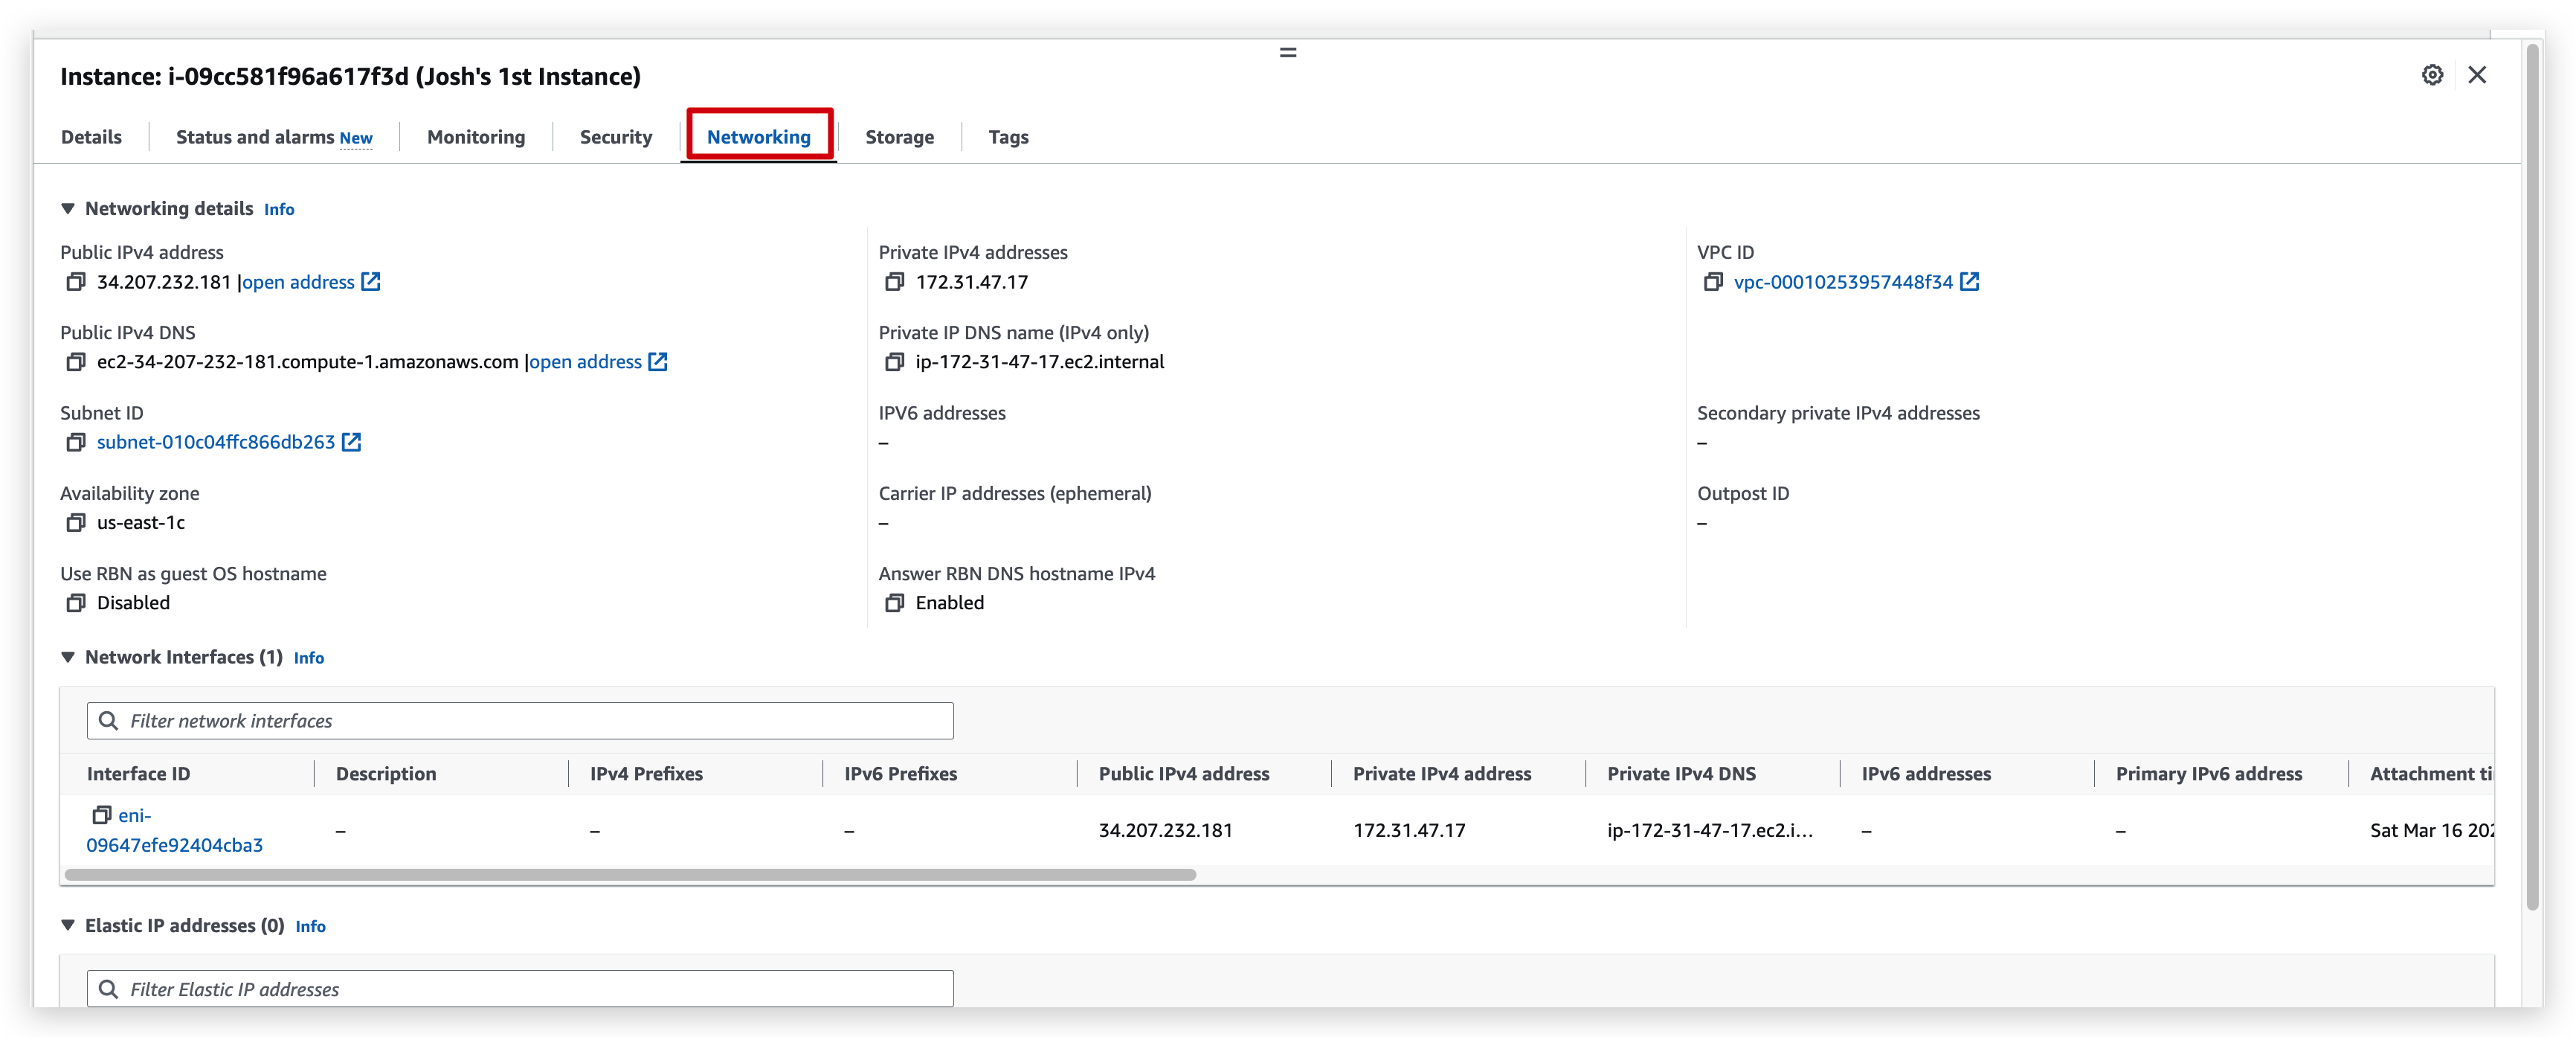 Instance: i-09cc581f96a617f3d (Josh's 1st Instance)
Details
Status and alarms New
Monitoring
Security
Networking
Storage
Tags
Networking details Info
Public IPv4 address
34.207.232.181 |open address
Private IPv4 addresses
172.31.47.17
VPC ID
vpc-00010253957448f34
Public IPv4 DNS
ec2-34-207-232-181.compute-1.amazonaws.com |open address
Private IP DNS name (IPv4 only)
ip-172-31-47-17.ec2.internal
Subnet ID
subnet-010c04ffc866db263
IPV6 addresses
–
Secondary private IPv4 addresses
–
Availability zone
us-east-1c
Carrier IP addresses (ephemeral)
–
Outpost ID
–
Use RBN as guest OS hostname
Disabled
Answer RBN DNS hostname IPv4
Enabled
Network Interfaces (1) Info
Filter network interfaces
Interface ID
Description
IPv4 Prefixes
IPv6 Prefixes
Public IPv4 address
Private IPv4 address
Private IPv4 DNS
IPv6 addresses
Primary IPv6 address
Attachment ti
eni-
09647efe92404cba3
–
–
–
34.207.232.181
172.31.47.17
ip-172-31-47-17.ec2.i...
–
–
Sat Mar 16 202
Elastic IP addresses (0) Info
Filter Elastic IP addresses